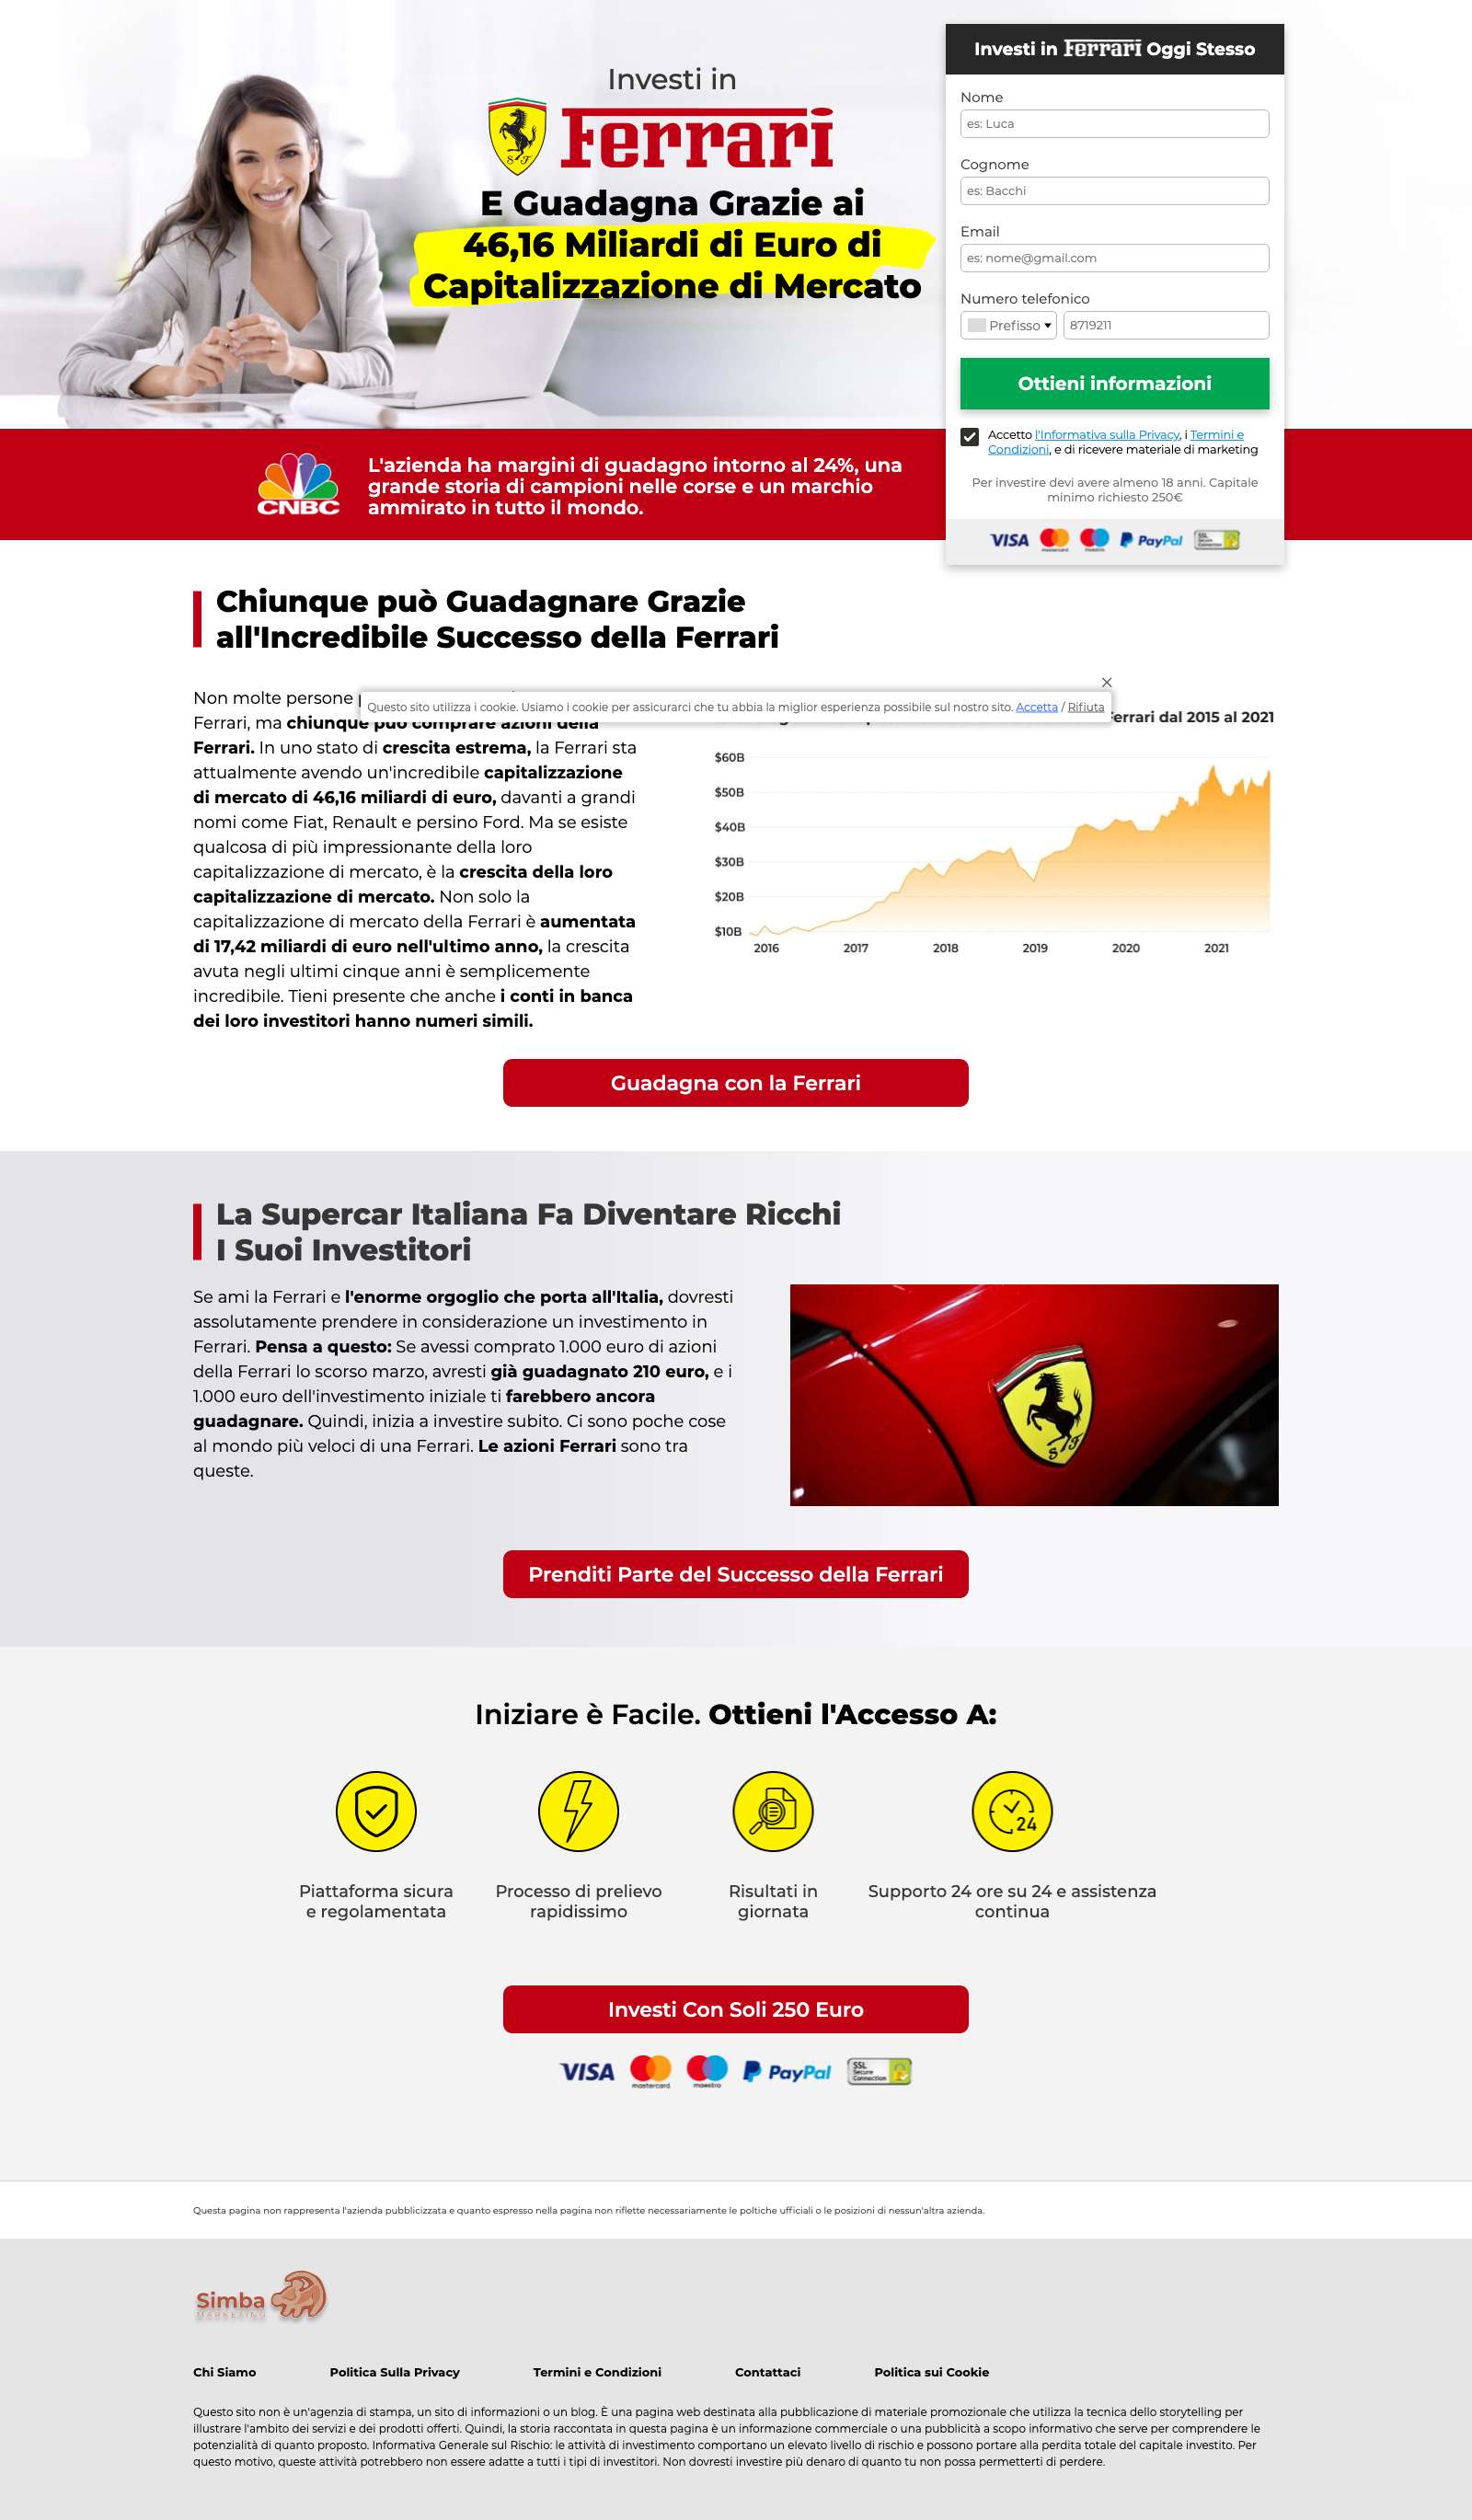 Investi in
Ferrari
E Guadagna Grazie ai
46,16 Miliardi di Euro di
Capitalizzazione di Mercato
Investi in Ferrari Oggi Stesso
Nome
es: Luca
Cognome
es: Bacchi
Email
es: nome@gmail.com
Numero telefonico
Prefisso 8719211
Ottieni informazioni
Accetto l'Informativa sulla Privacy, i Termini e
Condizioni, e di ricevere materiale di marketing
Per investire devi avere almeno 18 anni. Capitale
minimo richiesto 250€
VISA mastercard maestro PayPal SSL Secure Connection
CNBC
L'azienda ha margini di guadagno intorno al 24%, una
grande storia di campioni nelle corse e un marchio
ammirato in tutto il mondo.
Chiunque può Guadagnare Grazie
all'Incredibile Successo della Ferrari
Non molte persone
Ferrari, ma chiunque può comprare azioni della
Ferrari. In uno stato di crescita estrema, la Ferrari sta
attualmente avendo un'incredibile capitalizzazione
di mercato di 46,16 miliardi di euro, davanti a grandi
nomi come Fiat, Renault e persino Ford. Ma se esiste
qualcosa di più impressionante della loro
capitalizzazione di mercato, è la crescita della loro
capitalizzazione di mercato. Non solo la
capitalizzazione di mercato della Ferrari è aumentata
di 17,42 miliardi di euro nell'ultimo anno, la crescita
avuta negli ultimi cinque anni è semplicemente
incredibile. Tieni presente che anche i conti in banca
dei loro investitori hanno numeri simili.
Questo sito utilizza i cookie. Usiamo i cookie per assicurarci che tu abbia la miglior esperienza possibile sul nostro sito. Accetta / Rifiuta
Ferrari dal 2015 al 2021
$60B
$50B
$40B
$30B
$20B
$10B
2016 2017 2018 2019 2020 2021
Guadagna con la Ferrari
La Supercar Italiana Fa Diventare Ricchi
I Suoi Investitori
Se ami la Ferrari e l'enorme orgoglio che porta all'Italia, dovresti
assolutamente prendere in considerazione un investimento in
Ferrari. Pensa a questo: Se avessi comprato 1.000 euro di azioni
della Ferrari lo scorso marzo, avresti già guadagnato 210 euro, e i
1.000 euro dell'investimento iniziale ti farebbero ancora
guadagnare. Quindi, inizia a investire subito. Ci sono poche cose
al mondo più veloci di una Ferrari. Le azioni Ferrari sono tra
queste.
S F
Prenditi Parte del Successo della Ferrari
Iniziare è Facile. Ottieni l'Accesso A:
24
Piattaforma sicura
e regolamentata
Processo di prelievo
rapidissimo
Risultati in
giornata
Supporto 24 ore su 24 e assistenza
continua
Investi Con Soli 250 Euro
VISA mastercard maestro PayPal SSL Secure Connection
Questa pagina non rappresenta l'azienda pubblicizzata e quanto espresso nella pagina non riflette necessariamente le poltiche ufficiali o le posizioni di nessun'altra azienda.
Simba
MARKETING
Chi Siamo Politica Sulla Privacy Termini e Condizioni Contattaci Politica sui Cookie
Questo sito non è un'agenzia di stampa, un sito di informazioni o un blog. È una pagina web destinata alla pubblicazione di materiale promozionale che utilizza la tecnica dello storytelling per
illustrare l'ambito dei servizi e dei prodotti offerti. Quindi, la storia raccontata in questa pagina è un informazione commerciale o una pubblicità a scopo informativo che serve per comprendere le
potenzialità di quanto proposto. Informativa Generale sul Rischio: le attività di investimento comportano un elevato livello di rischio e possono portare alla perdita totale del capitale investito. Per
questo motivo, queste attività potrebbero non essere adatte a tutti i tipi di investitori. Non dovresti investire più denaro di quanto tu non possa permetterti di perdere.